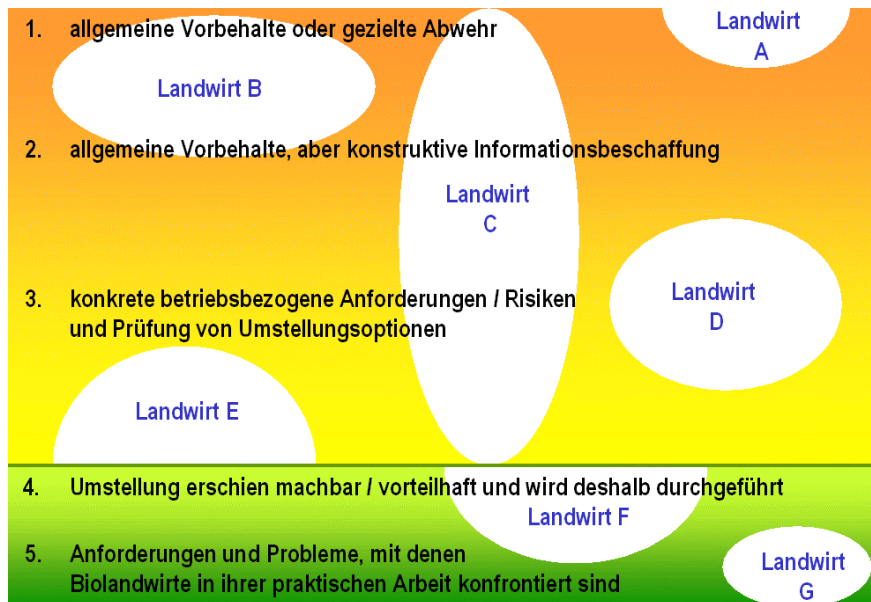 1. allgemeine Vorbehalte oder gezielte Abwehr
Landwirt
A
Landwirt B
2. allgemeine Vorbehalte, aber konstruktive Informationsbeschaffung
Landwirt
C
3. konkrete betriebsbezogene Anforderungen / Risiken
und Prüfung von Umstellungsoptionen
Landwirt
D
Landwirt E
4. Umstellung erschien machbar / vorteilhaft und wird deshalb durchgeführt
Landwirt F
5. Anforderungen und Probleme, mit denen
Biolandwirte in ihrer praktischen Arbeit konfrontiert sind
Landwirt
G